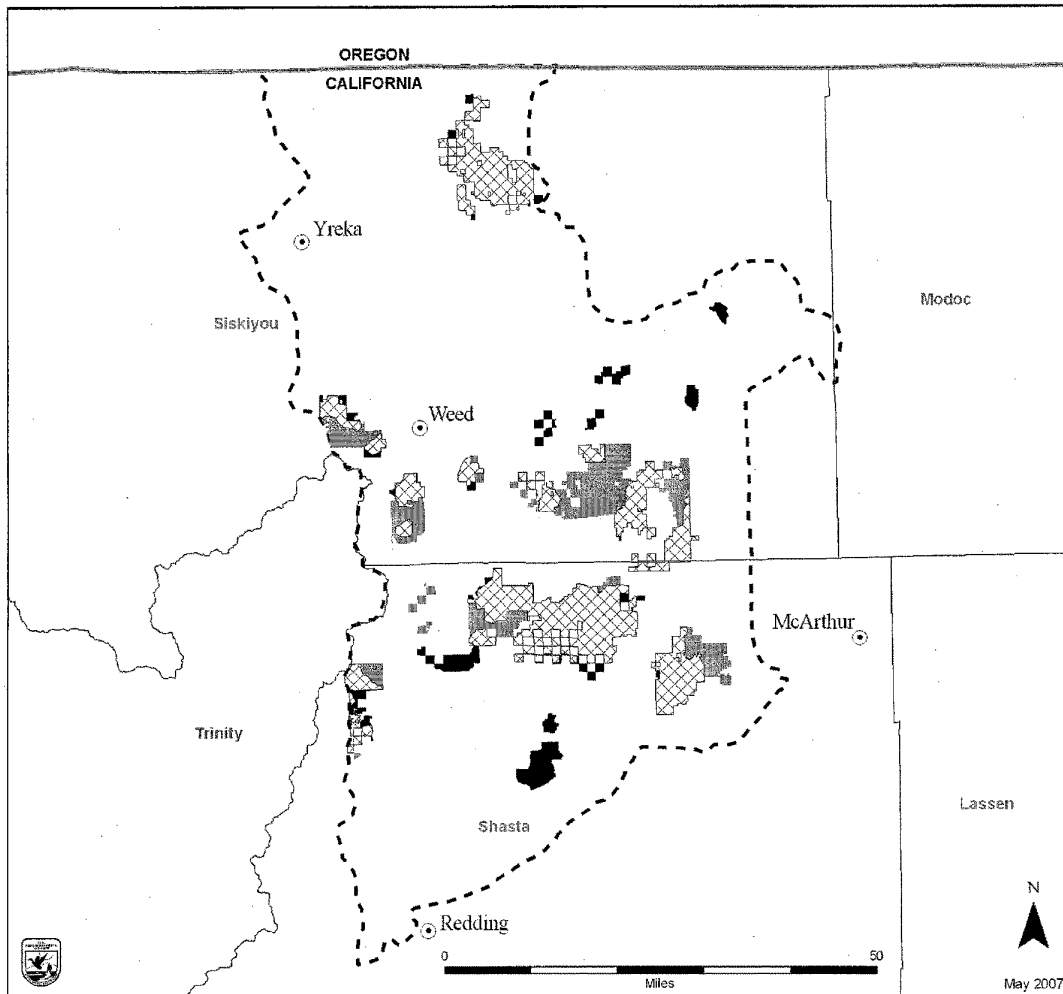 OREGON
CALIFORNIA
Yreka
Modoc
Siskiyou
Weed
McArthur
Trinity
Lassen
Shasta
N
Redding
0
50
Miles
May 2007